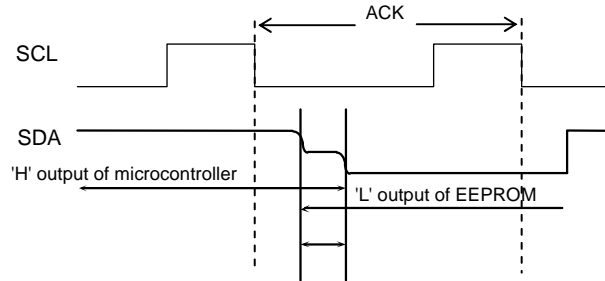 ACK
SCL
SDA
'H' output of microcontroller
'L' output of EEPROM